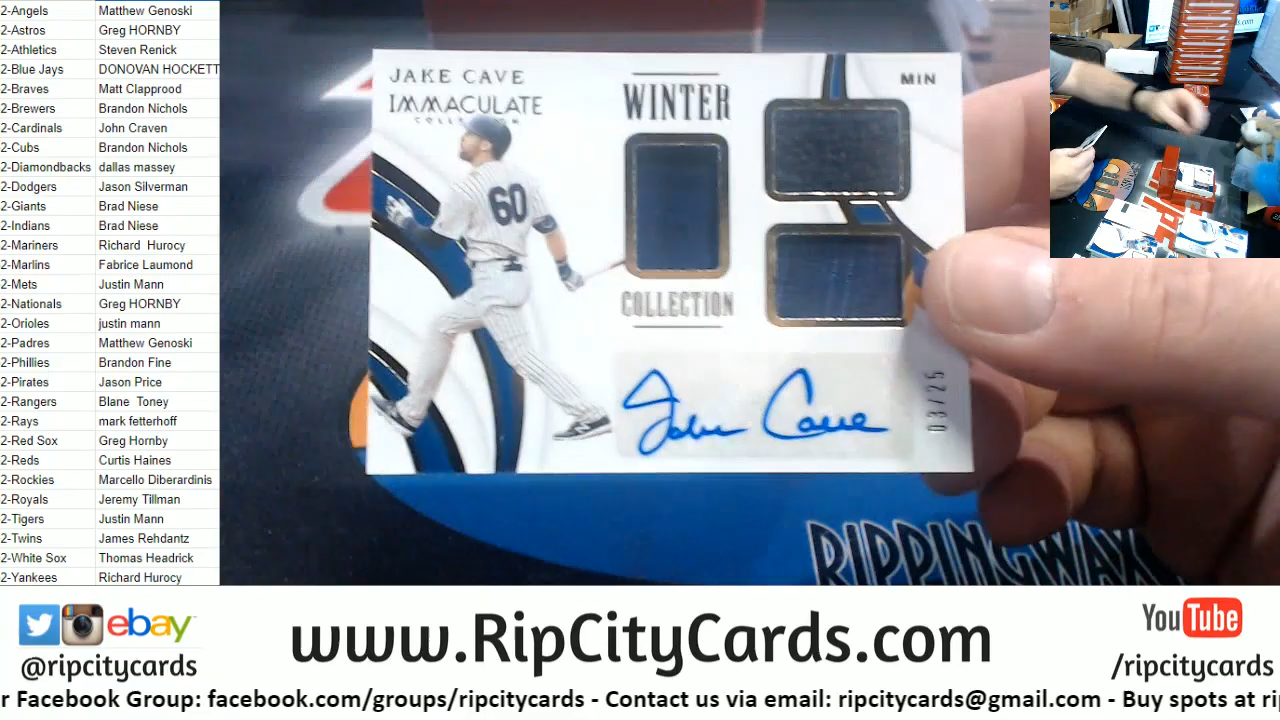 2-Angels Matthew Genoski
2-Astros Greg HORNBY
2-Athletics Steven Renick
2-Blue Jays DONOVAN HOCKETT
2-Braves Matt Clapprood
2-Brewers Brandon Nichols
2-Cardinals John Craven
2-Cubs Brandon Nichols
2-Diamondbacks dallas massey
2-Dodgers Jason Silverman
2-Giants Brad Niese
2-Indians Brad Niese
2-Mariners Richard Hurocy
2-Marlins Fabrice Laumond
2-Mets Justin Mann
2-Nationals Greg HORNBY
2-Orioles justin mann
2-Padres Matthew Genoski
2-Phillies Brandon Fine
2-Pirates Jason Price
2-Rangers Blane Toney
2-Rays mark fetterhoff
2-Red Sox Greg Hornby
2-Reds Curtis Haines
2-Rockies Marcello Diberardinis
2-Royals Jeremy Tillman
2-Tigers Justin Mann
2-Twins James Rehdantz
2-White Sox Thomas Headrick
2-Yankees Richard Hurocy
JAKE CAVE
IMMACULATE
COLLECTION
WINTER
COLLECTION
MIN
60
Jake Cave
03/25
RIPPINGWAX
ebay
@ripcitycards
www.RipCityCards.com
YouTube
/ripcitycards
r Facebook Group: facebook.com/groups/ripcitycards - Contact us via email: ripcitycards@gmail.com - Buy spots at ri